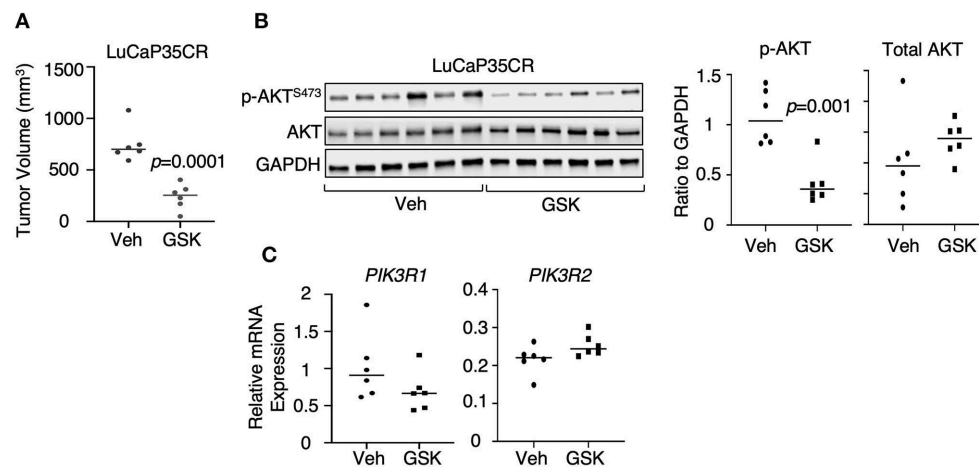 A
LuCaP35CR
Tumor Volume (mm³)
1500
1000
500
0
p=0.0001
Veh
GSK
B
LuCaP35CR
p-AKTS473
AKT
GAPDH
Veh
GSK
p-AKT
Total AKT
Ratio to GAPDH
1.5
1
0.5
0
p=0.001
Veh
GSK
Veh
GSK
C
PIK3R1
PIK3R2
Relative mRNA
Expression
2
1.5
1
0.5
0
Veh
GSK
0.4
0.3
0.2
0.1
0
Veh
GSK